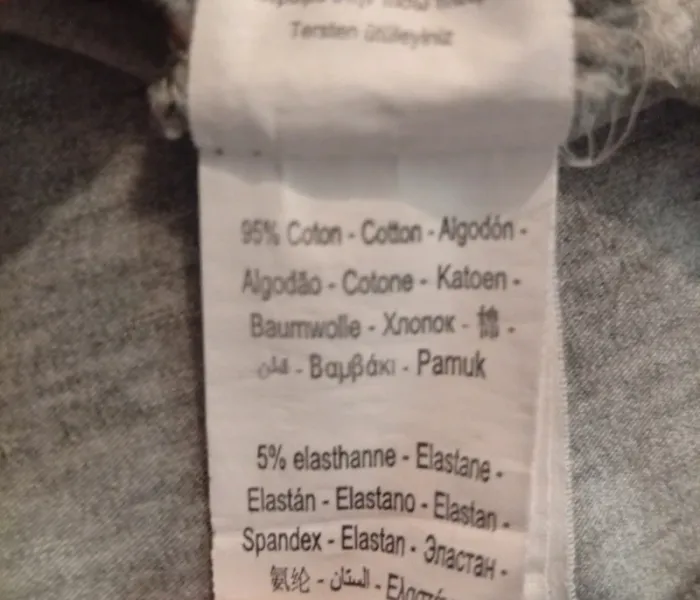 Tersten ütüleyiniz
95% Coton - Cotton - Algodón -
Algodão - Cotone - Katoen -
Baumwolle - Хлопок - 棉 -
قطن - Βαμβάκι - Pamuk
5% elasthanne - Elastane -
Elastán - Elastano - Elastan -
Spandex - Elastan - Эластан -
氨纶 - الستان -